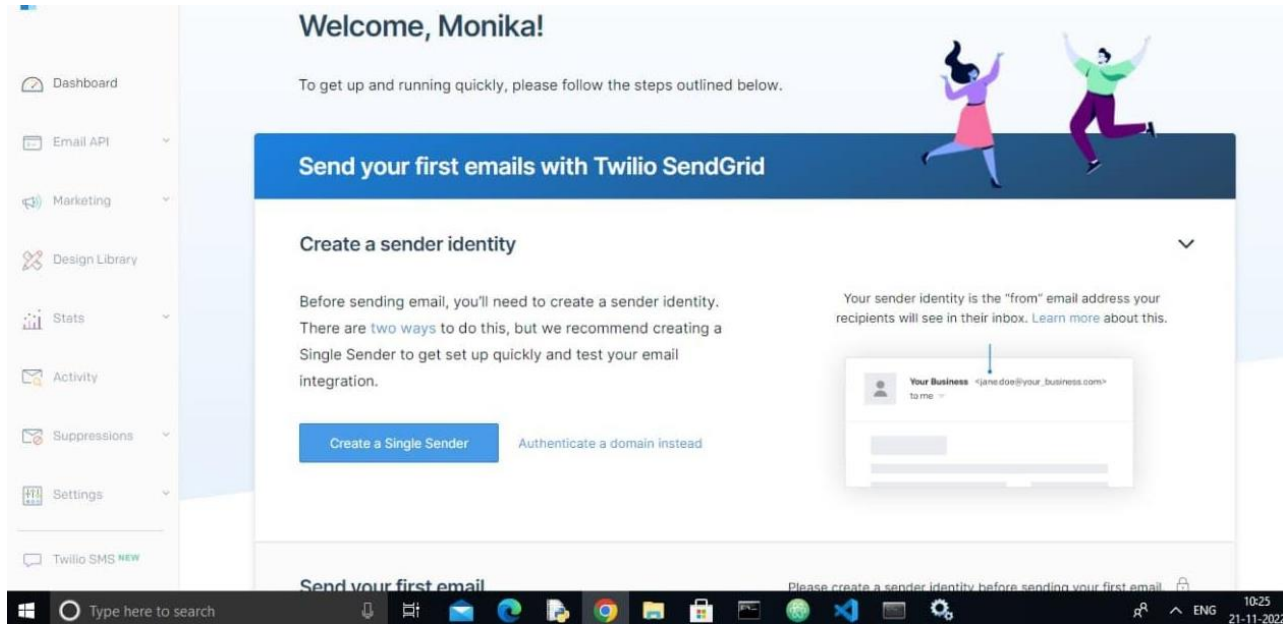 Welcome, Monika!
To get up and running quickly, please follow the steps outlined below.
Dashboard
Email API
Marketing
Design Library
Stats
Activity
Suppressions
Settings
Twilio SMS NEW
Send your first emails with Twilio SendGrid
Create a sender identity
Before sending email, you'll need to create a sender identity.
There are two ways to do this, but we recommend creating a
Single Sender to get set up quickly and test your email
integration.
Create a Single Sender
Authenticate a domain instead
Your sender identity is the "from" email address your
recipients will see in their inbox. Learn more about this.
Your Business <jane.doe@your_business.com>
to me
Send your first email
Please create a sender identity before sending your first email.
Type here to search
ENG
10:25